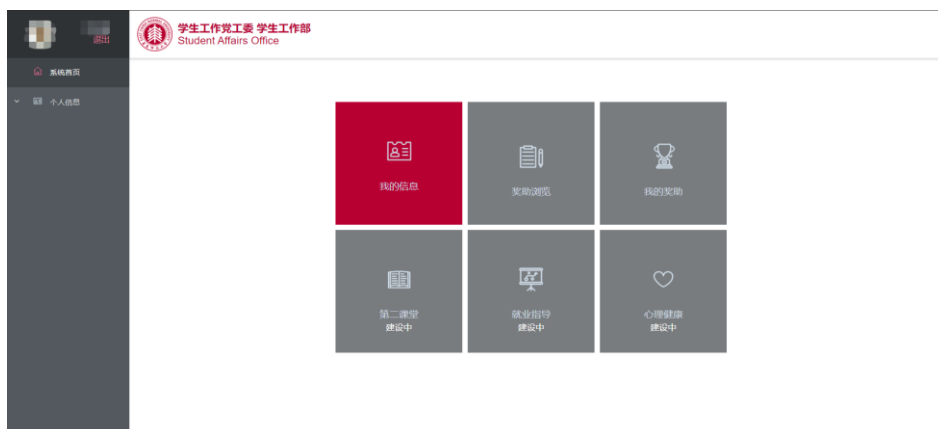 退出
学生工作党工委 学生工作部
Student Affairs Office
系统首页
个人信息
我的信息
奖助浏览
我的奖助
第二课堂
建设中
就业指导
建设中
心理健康
建设中